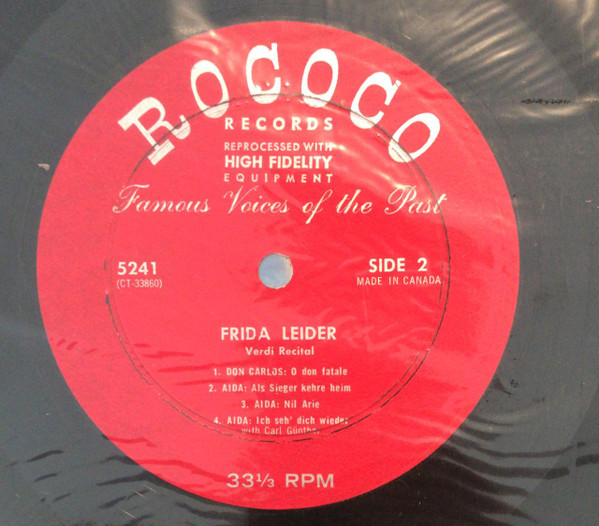 ROCOCO
RECORDS
REPROCESSED WITH
HIGH FIDELITY
EQUIPMENT
Famous Voices of the Past
5241
(CT-33860)
SIDE 2
MADE IN CANADA
FRIDA LEIDER
Verdi Recital
1. DON CARLOS: O don fatale
2. AIDA: Als Sieger kehre heim
3. AIDA: Nil Arie
4. AIDA: Ich seh' dich wieder
with Carl Günther
33⅓ RPM